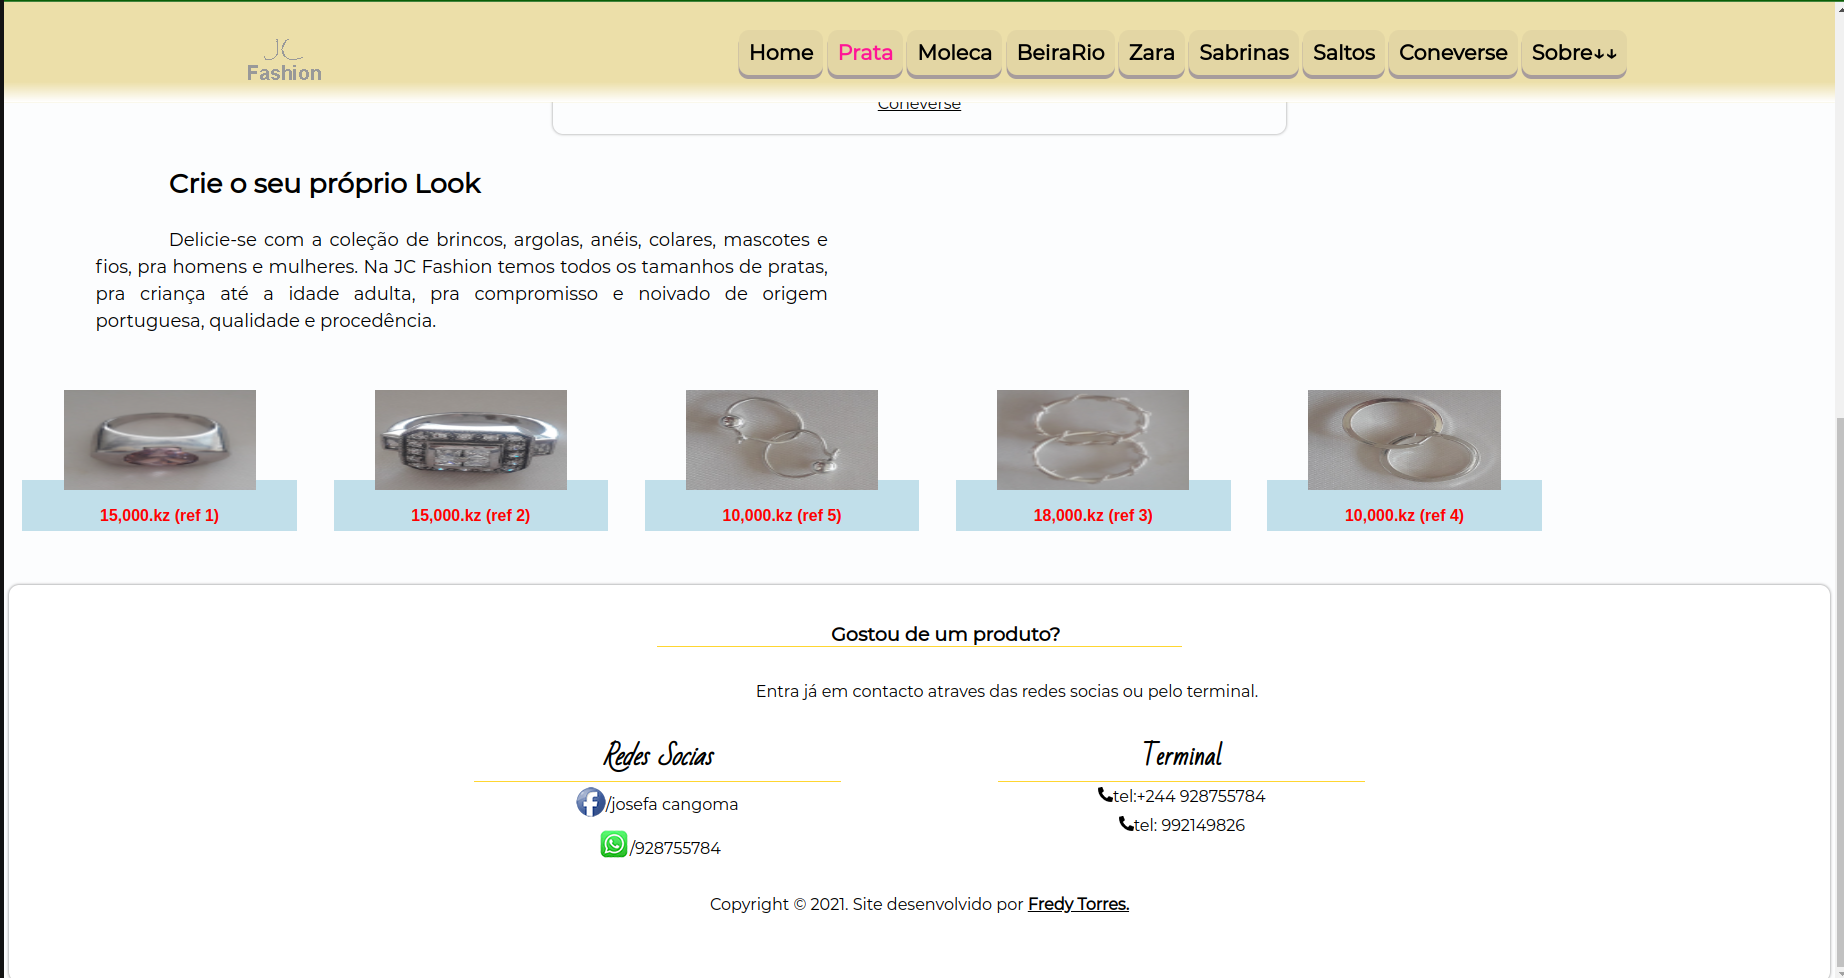 JC
Fashion
Home Prata Moleca BeiraRio Zara Sabrinas Saltos Coneverse Sobre↓↓
Coneverse
Crie o seu próprio Look
Delicie-se com a coleção de brincos, argolas, anéis, colares, mascotes e
fios, pra homens e mulheres. Na JC Fashion temos todos os tamanhos de pratas,
pra criança até a idade adulta, pra compromisso e noivado de origem
portuguesa, qualidade e procedência.
15,000.kz (ref 1)
15,000.kz (ref 2)
10,000.kz (ref 5)
18,000.kz (ref 3)
10,000.kz (ref 4)
Gostou de um produto?
Entra já em contacto atraves das redes socias ou pelo terminal.
Redes Socias
/josefa cangoma
/928755784
Terminal
tel:+244 928755784
tel: 992149826
Copyright © 2021. Site desenvolvido por Fredy Torres.